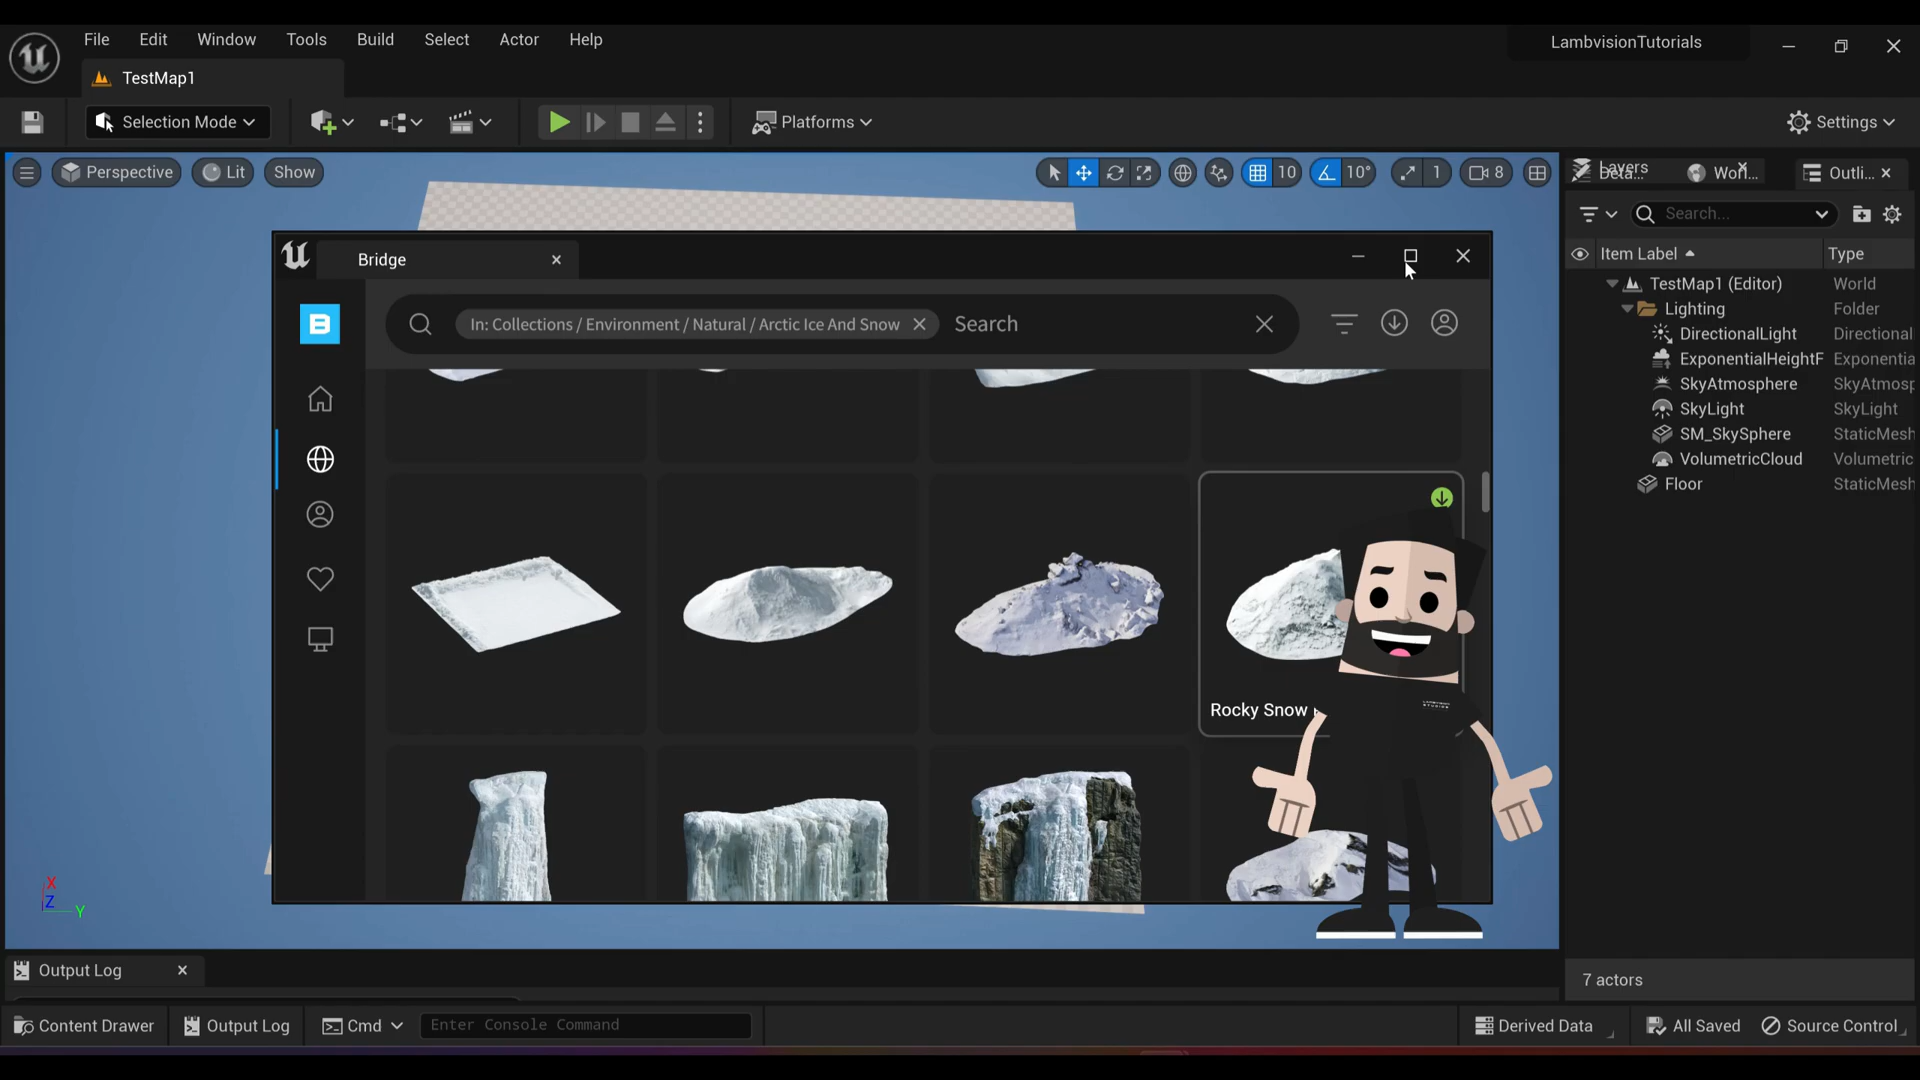 File Edit Window Tools Build Select Actor Help
LambvisionTutorials
TestMap1
Selection Mode
Platforms
Settings
Perspective
Lit
Show
10
10°
1
8
Layers
Worl...
Outli...
Search...
Item Label
Type
TestMap1 (Editor) World
Lighting Folder
DirectionalLight Directional
ExponentialHeightF Exponentia
SkyAtmosphere SkyAtmosp
SkyLight SkyLight
SM_SkySphere StaticMesh
VolumetricCloud Volumetric
Floor StaticMesh
Bridge
B
In: Collections / Environment / Natural / Arctic Ice And Snow
Search
Rocky Snow
X
Z
Y
Output Log
7 actors
Content Drawer
Output Log
Cmd
Enter Console Command
Derived Data
All Saved
Source Control